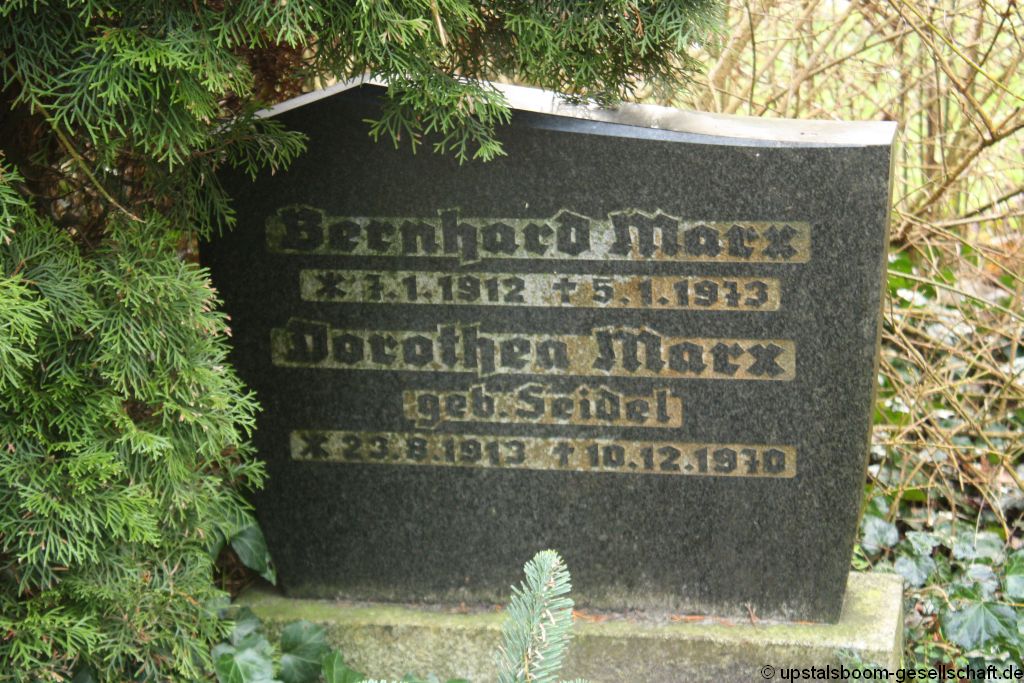 Bernhard Marx
* 7.1.1912 † 5.1.1973
Dorothea Marx
geb. Seidel
* 23.8.1913 † 10.12.1970
© upstalsboom-gesellschaft.de